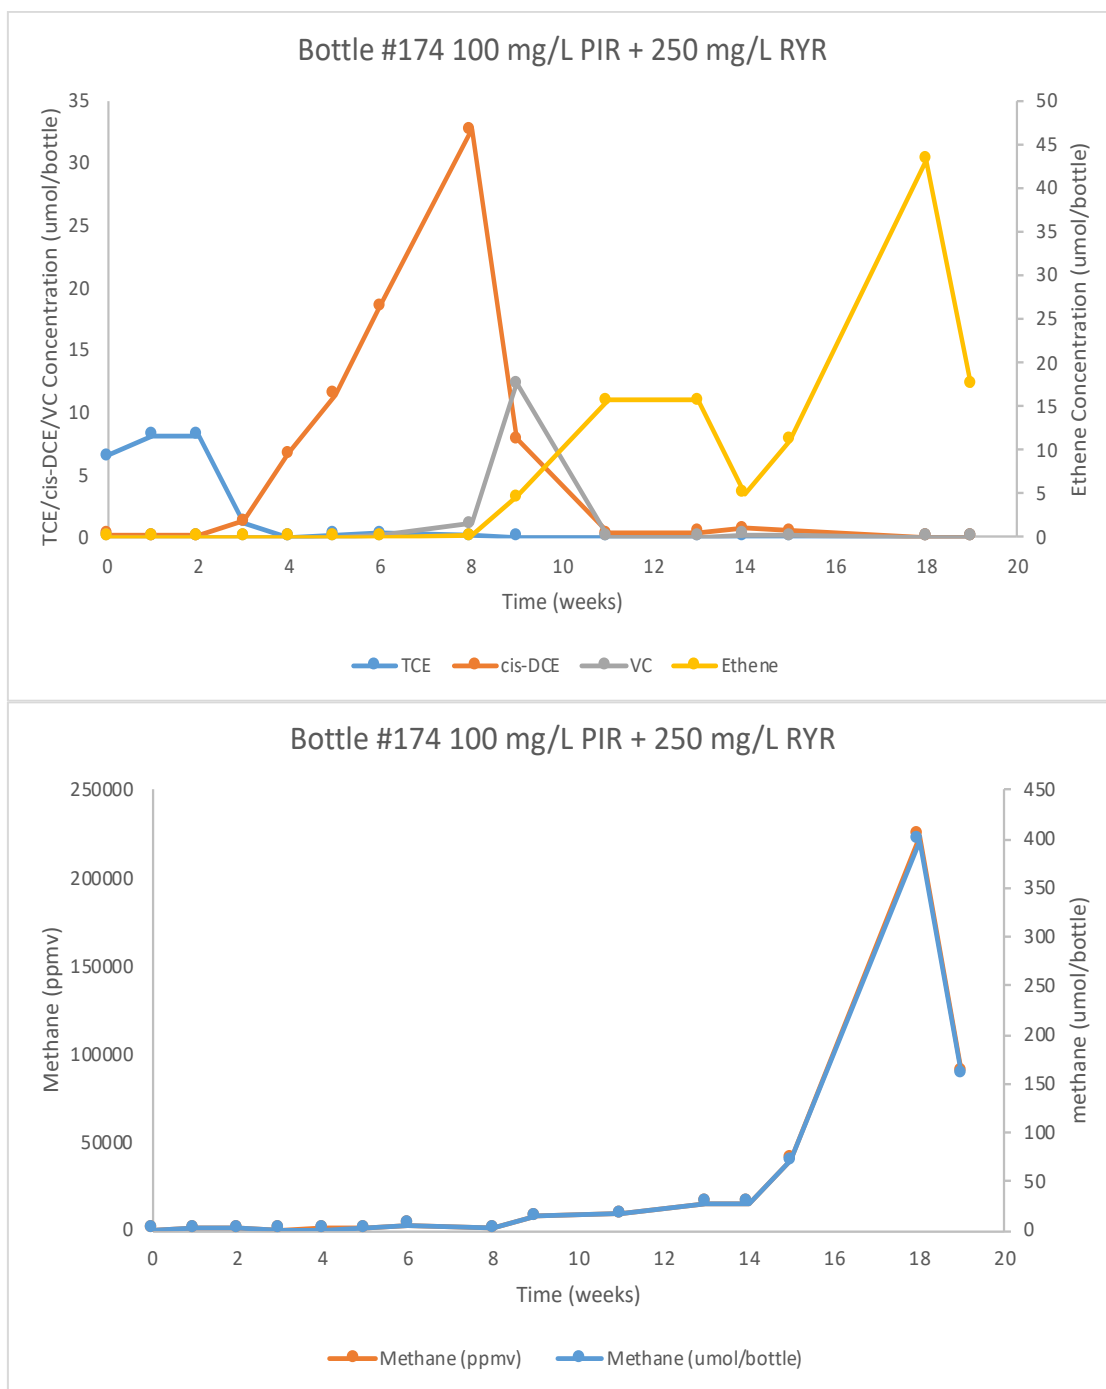 Bottle #174 100 mg/L PIR + 250 mg/L RYR
TCE/cis-DCE/VC Concentration (umol/bottle)
35
30
25
20
15
10
5
0
Ethene Concentration (umol/bottle)
50
45
40
35
30
25
20
15
10
5
0
0 2 4 6 8 10 12 14 16 18 20
Time (weeks)
TCE cis-DCE VC Ethene
Bottle #174 100 mg/L PIR + 250 mg/L RYR
Methane (ppmv)
250000
200000
150000
100000
50000
0
methane (umol/bottle)
450
400
350
300
250
200
150
100
50
0
0 2 4 6 8 10 12 14 16 18 20
Time (weeks)
Methane (ppmv) Methane (umol/bottle)